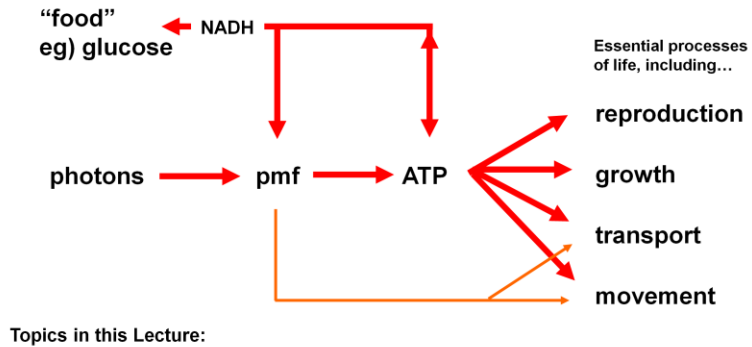 “food”
eg) glucose
NADH
Essential processes
of life, including…
reproduction
photons
pmf
ATP
growth
transport
movement
Topics in this Lecture: